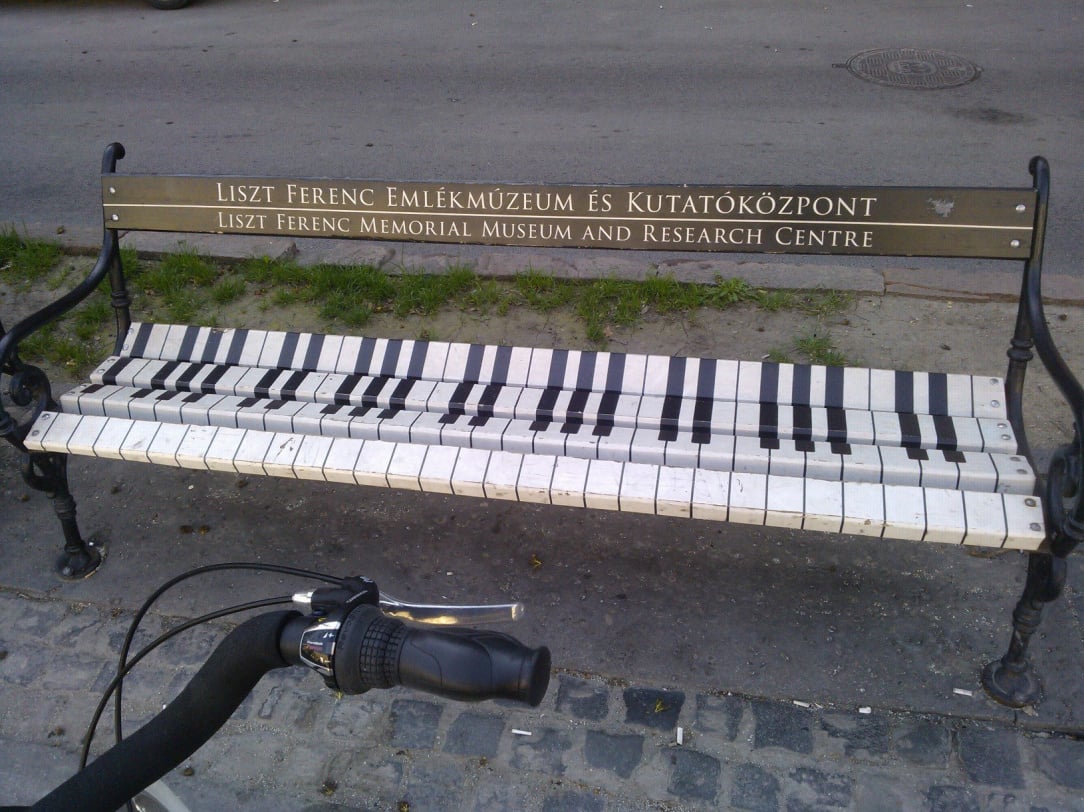 LISZT FERENC EMLÉKMÚZEUM ÉS KUTATÓKÖZPONT
LISZT FERENC MEMORIAL MUSEUM AND RESEARCH CENTRE